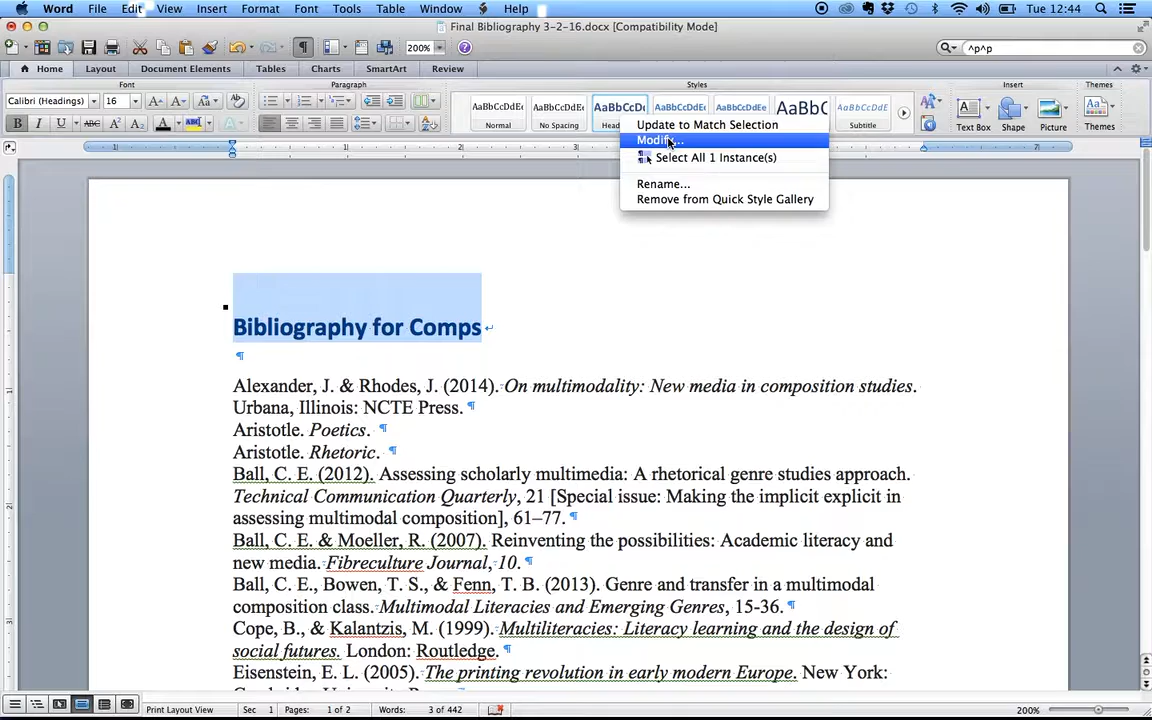 Word File Edit View Insert Format Font Tools Table Window Help Tue 12:44
Final Bibliography 3-2-16.docx [Compatibility Mode]
200% ^p^p
Home Layout Document Elements Tables Charts SmartArt Review
Font Paragraph Styles Insert Themes
Calibri (Headings) 16 AaBbCcDdEe AaBbCcDdEe AaBbCcDc AaBbCcDdEe AaBbCcDdEe AaBbC AaBbCcDdEe
Normal No Spacing Subtitle Text Box Shape Picture Themes
Update to Match Selection
Modify...
Select All 1 Instance(s)
Rename...
Remove from Quick Style Gallery
Bibliography for Comps
Alexander, J. & Rhodes, J. (2014). On multimodality: New media in composition studies.
Urbana, Illinois: NCTE Press. ¶
Aristotle. Poetics. ¶
Aristotle. Rhetoric. ¶
Ball, C. E. (2012). Assessing scholarly multimedia: A rhetorical genre studies approach.
Technical Communication Quarterly, 21 [Special issue: Making the implicit explicit in
assessing multimodal composition], 61–77. ¶
Ball, C. E. & Moeller, R. (2007). Reinventing the possibilities: Academic literacy and
new media. Fibreculture Journal, 10. ¶
Ball, C. E., Bowen, T. S., & Fenn, T. B. (2013). Genre and transfer in a multimodal
composition class. Multimodal Literacies and Emerging Genres, 15-36. ¶
Cope, B., & Kalantzis, M. (1999). Multiliteracies: Literacy learning and the design of
social futures. London: Routledge. ¶
Eisenstein, E. L. (2005). The printing revolution in early modern Europe. New York:
Print Layout View Sec 1 Pages: 1 of 2 Words: 3 of 442 200%